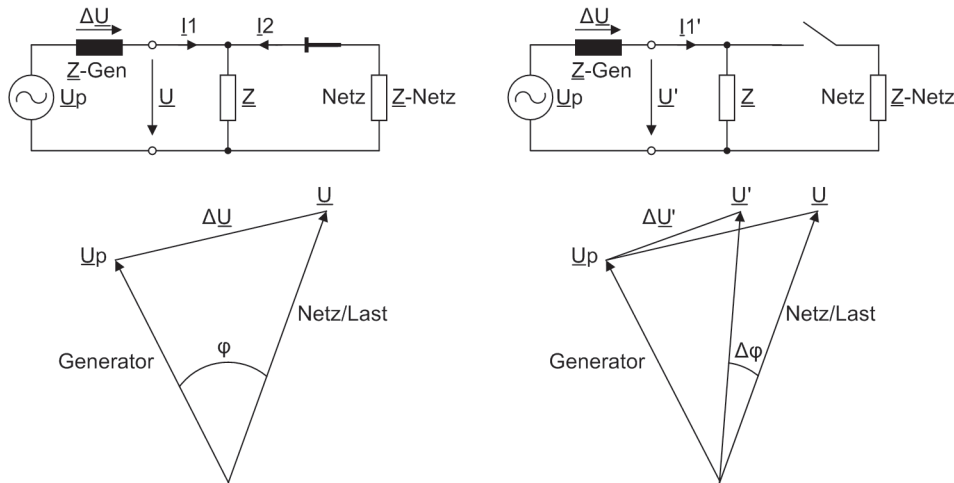 ΔU
I1
I2
Z-Gen
Up
U
Z
Netz
Z-Netz
U
ΔU
Up
Netz/Last
Generator
φ
ΔU
I1'
Z-Gen
Up
U'
Z
Netz
Z-Netz
U'
U
ΔU'
Up
Netz/Last
Generator
Δφ